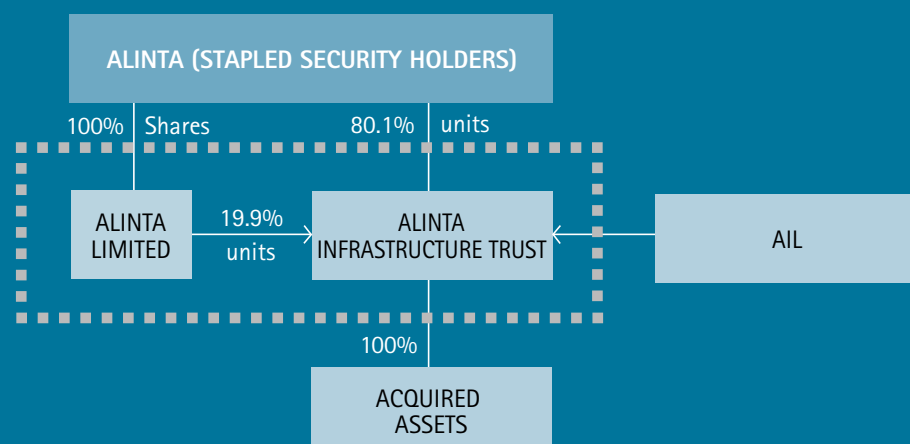 ALINTA (STAPLED SECURITY HOLDERS)
100% Shares
80.1% units
ALINTA
LIMITED
19.9%
units
ALINTA
INFRASTRUCTURE TRUST
AIL
100%
ACQUIRED
ASSETS